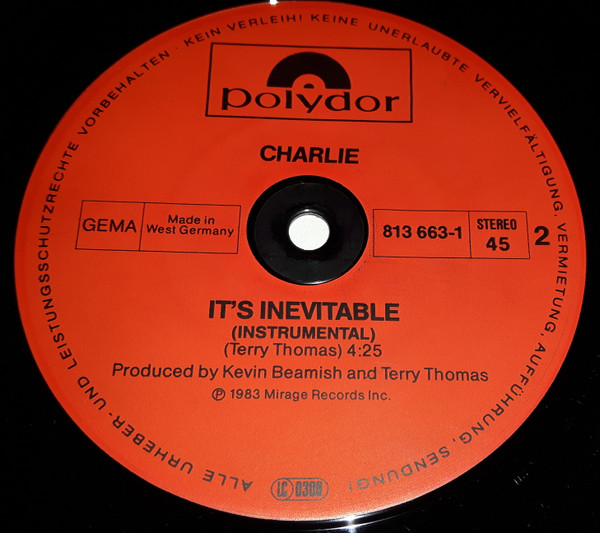 ALLE URHEBER- UND LEISTUNGSSCHUTZRECHTE VORBEHALTEN · KEIN VERLEIH! KEINE UNERLAUBTE VERVIELFÄLTIGUNG, VERMIETUNG, AUFFÜHRUNG, SENDUNG!
polydor
CHARLIE
GEMA
Made in
West Germany
813 663-1
STEREO
45
2
IT'S INEVITABLE
(INSTRUMENTAL)
(Terry Thomas) 4:25
Produced by Kevin Beamish and Terry Thomas
℗ 1983 Mirage Records Inc.
LC 0309